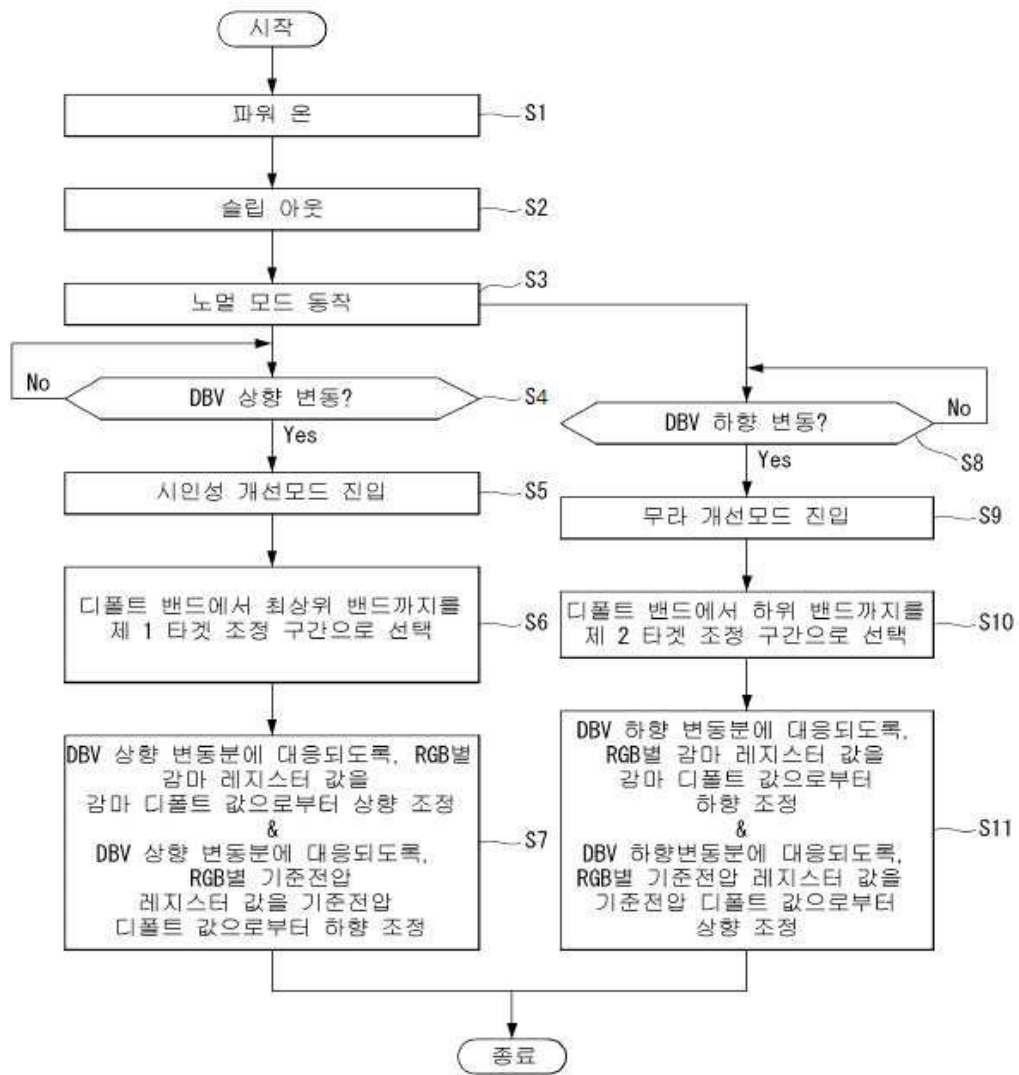 시작
파워 온
S1
슬립 아웃
S2
노멀 모드 동작
S3
DBV 상향 변동?
S4
No
Yes
시인성 개선모드 진입
S5
디폴트 밴드에서 최상위 밴드까지를
제 1 타겟 조정 구간으로 선택
S6
DBV 상향 변동분에 대응되도록, RGB별
감마 레지스터 값을
감마 디폴트 값으로부터 상향 조정
&
DBV 상향 변동분에 대응되도록,
RGB별 기준전압
레지스터 값을 기준전압
디폴트 값으로부터 하향 조정
S7
DBV 하향 변동?
No
S8
Yes
무라 개선모드 진입
S9
디폴트 밴드에서 하위 밴드까지를
제 2 타겟 조정 구간으로 선택
S10
DBV 하향 변동분에 대응되도록,
RGB별 감마 레지스터 값을
감마 디폴트 값으로부터
하향 조정
&
DBV 하향변동분에 대응되도록,
RGB별 기준전압 레지스터 값을
기준전압 디폴트 값으로부터
상향 조정
S11
종료